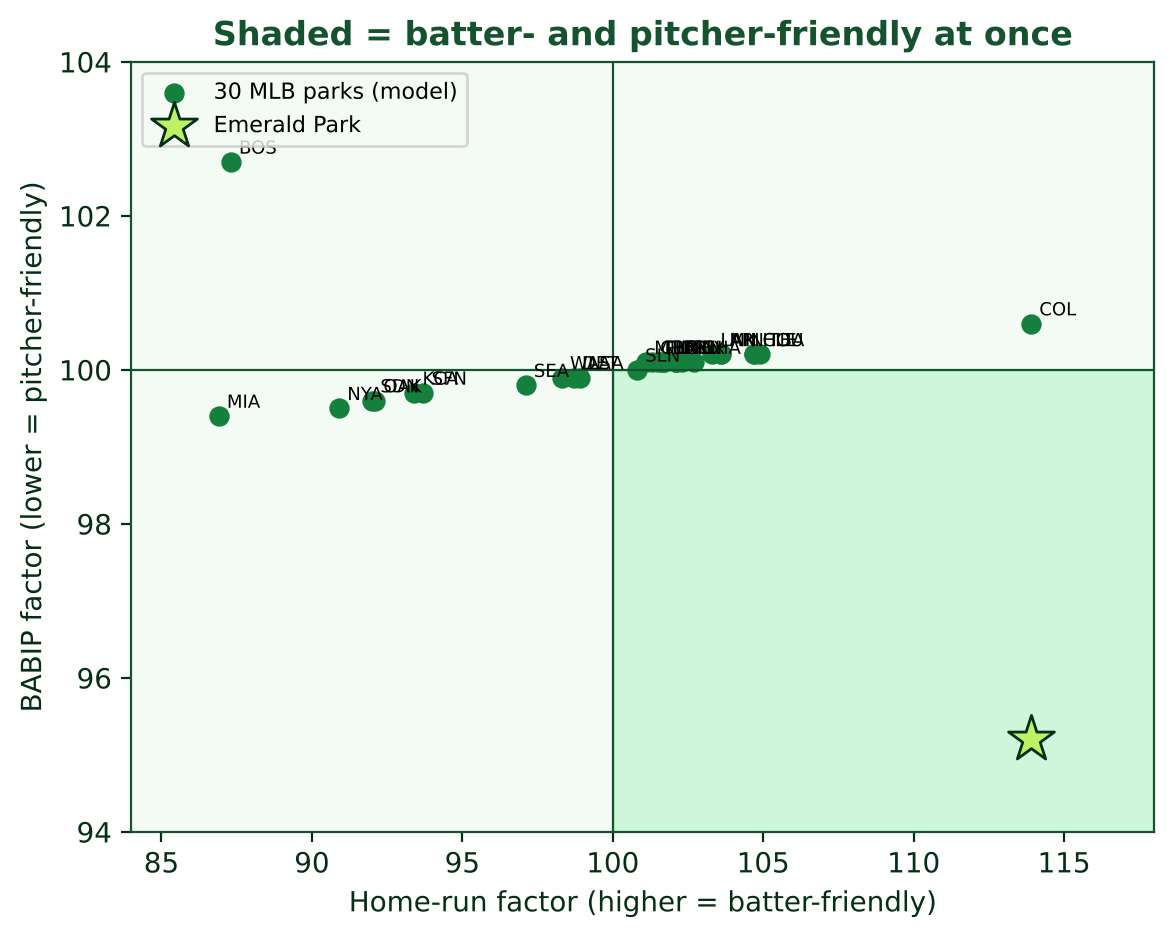 Shaded = batter- and pitcher-friendly at once
30 MLB parks (model)
Emerald Park
BOS
COL
SLN
SEA
NYA
MIA
104
102
100
98
96
94
BABIP factor (lower = pitcher-friendly)
85
90
95
100
105
110
115
Home-run factor (higher = batter-friendly)